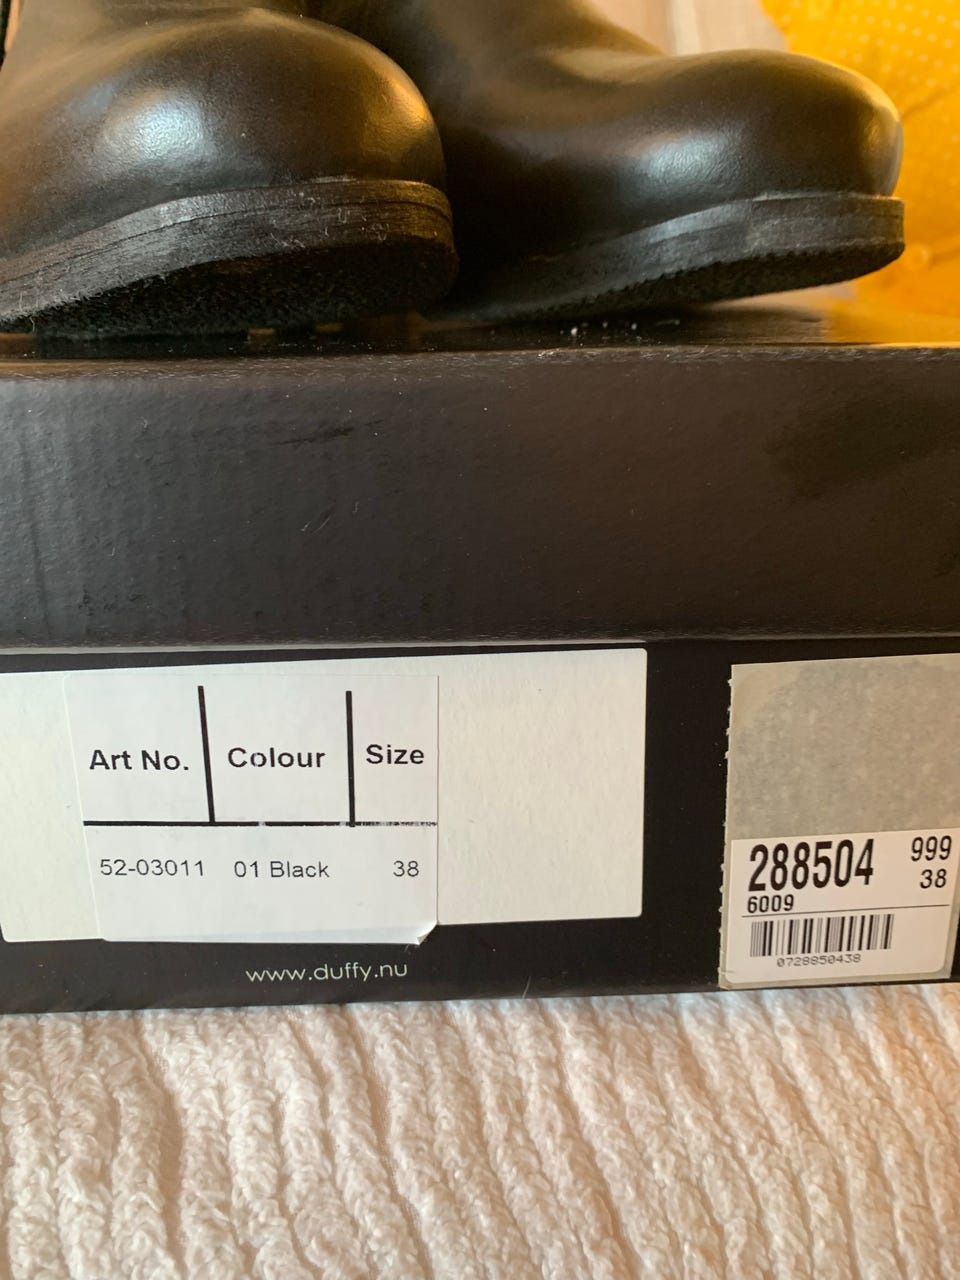 Art No. Colour Size
52-03011 01 Black 38
www.duffy.nu
288504 999
6009 38
0728850438